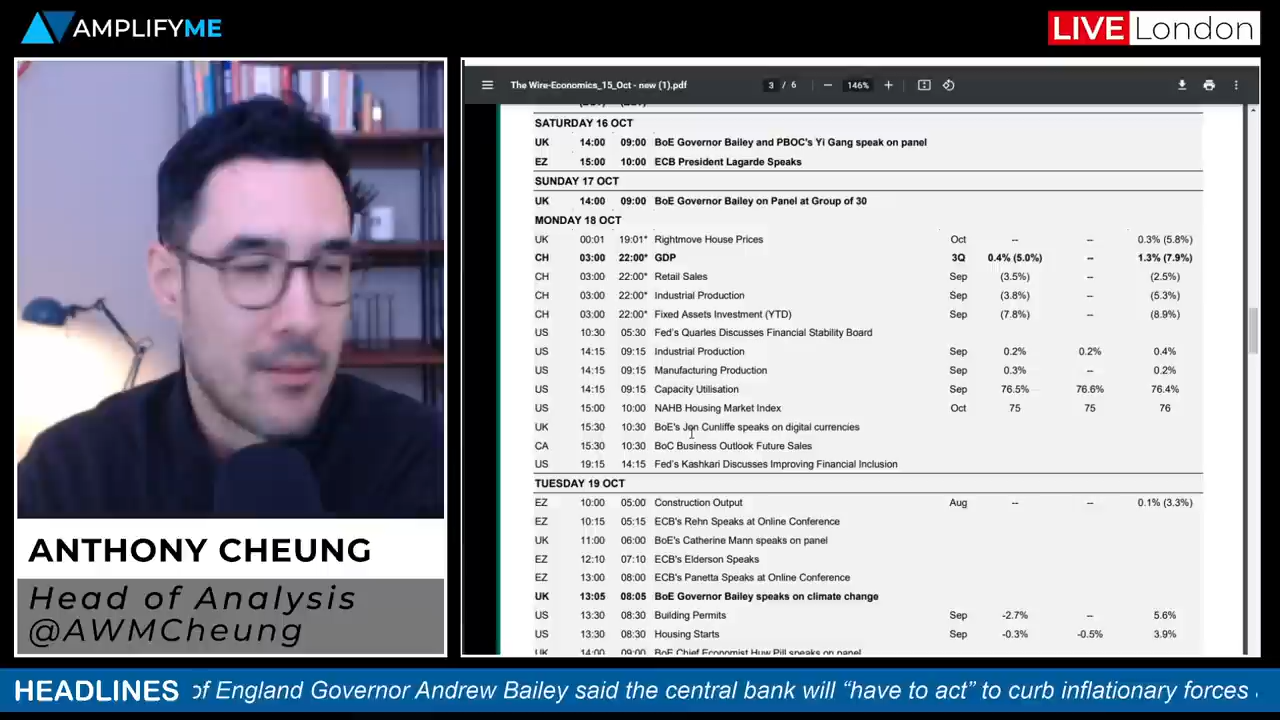 AMPLIFYME
LIVE London
The Wire-Economics_15_Oct - new (1).pdf 3 / 6 146%
SATURDAY 16 OCT
UK 14:00 09:00 BoE Governor Bailey and PBOC's Yi Gang speak on panel
EZ 15:00 10:00 ECB President Lagarde Speaks
SUNDAY 17 OCT
UK 14:00 09:00 BoE Governor Bailey on Panel at Group of 30
MONDAY 18 OCT
UK 00:01 19:01* Rightmove House Prices Oct -- -- 0.3% (5.8%)
CH 03:00 22:00* GDP 3Q 0.4% (5.0%) -- 1.3% (7.9%)
CH 03:00 22:00* Retail Sales Sep (3.5%) -- (2.5%)
CH 03:00 22:00* Industrial Production Sep (3.8%) -- (5.3%)
CH 03:00 22:00* Fixed Assets Investment (YTD) Sep (7.8%) -- (8.9%)
US 10:30 05:30 Fed's Quarles Discusses Financial Stability Board
US 14:15 09:15 Industrial Production Sep 0.2% 0.2% 0.4%
US 14:15 09:15 Manufacturing Production Sep 0.3% -- 0.2%
US 14:15 09:15 Capacity Utilisation Sep 76.5% 76.6% 76.4%
US 15:00 10:00 NAHB Housing Market Index Oct 75 75 76
UK 15:30 10:30 BoE's Jon Cunliffe speaks on digital currencies
CA 15:30 10:30 BoC Business Outlook Future Sales
US 19:15 14:15 Fed's Kashkari Discusses Improving Financial Inclusion
TUESDAY 19 OCT
EZ 10:00 05:00 Construction Output Aug -- -- 0.1% (3.3%)
EZ 10:15 05:15 ECB's Rehn Speaks at Online Conference
UK 11:00 06:00 BoE's Catherine Mann speaks on panel
EZ 12:10 07:10 ECB's Elderson Speaks
EZ 13:00 08:00 ECB's Panetta Speaks at Online Conference
UK 13:05 08:05 BoE Governor Bailey speaks on climate change
US 13:30 08:30 Building Permits Sep -2.7% -- 5.6%
US 13:30 08:30 Housing Starts Sep -0.3% -0.5% 3.9%
UK 14:00 09:00 BoE Chief Economist Huw Pill speaks on panel
ANTHONY CHEUNG
Head of Analysis
@AWMCheung
HEADLINES of England Governor Andrew Bailey said the central bank will “have to act” to curb inflationary forces